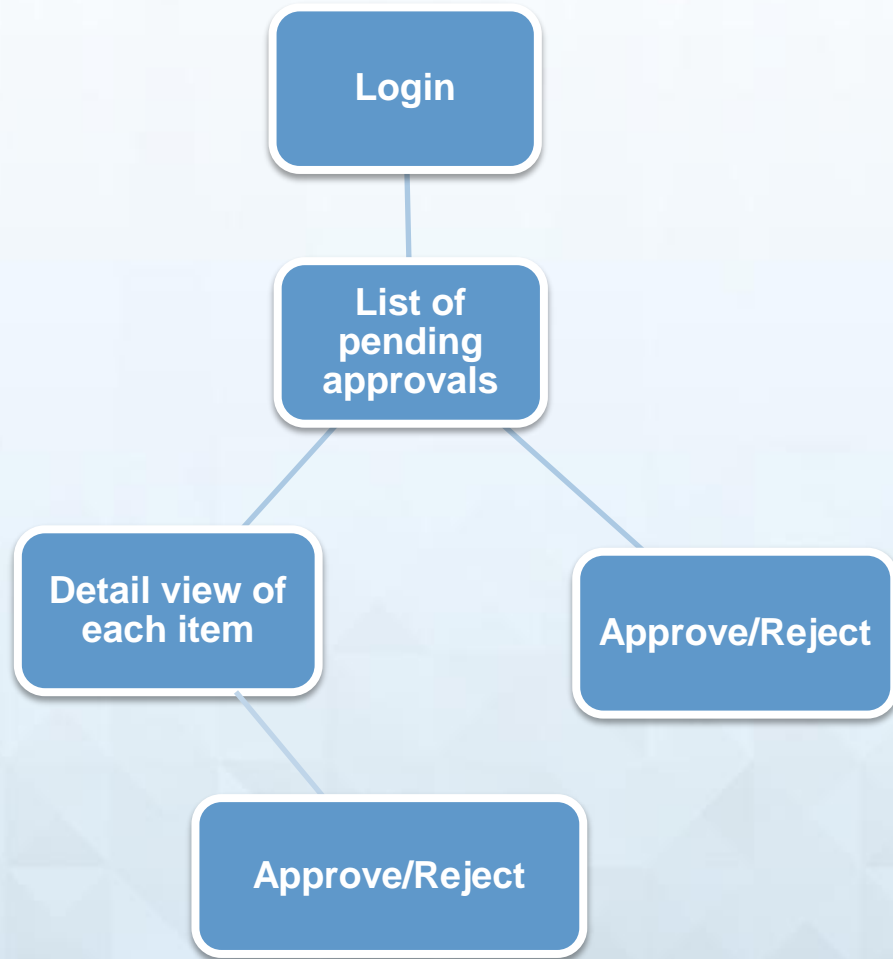 Login
List of
pending
approvals
Detail view of
each item
Approve/Reject
Approve/Reject